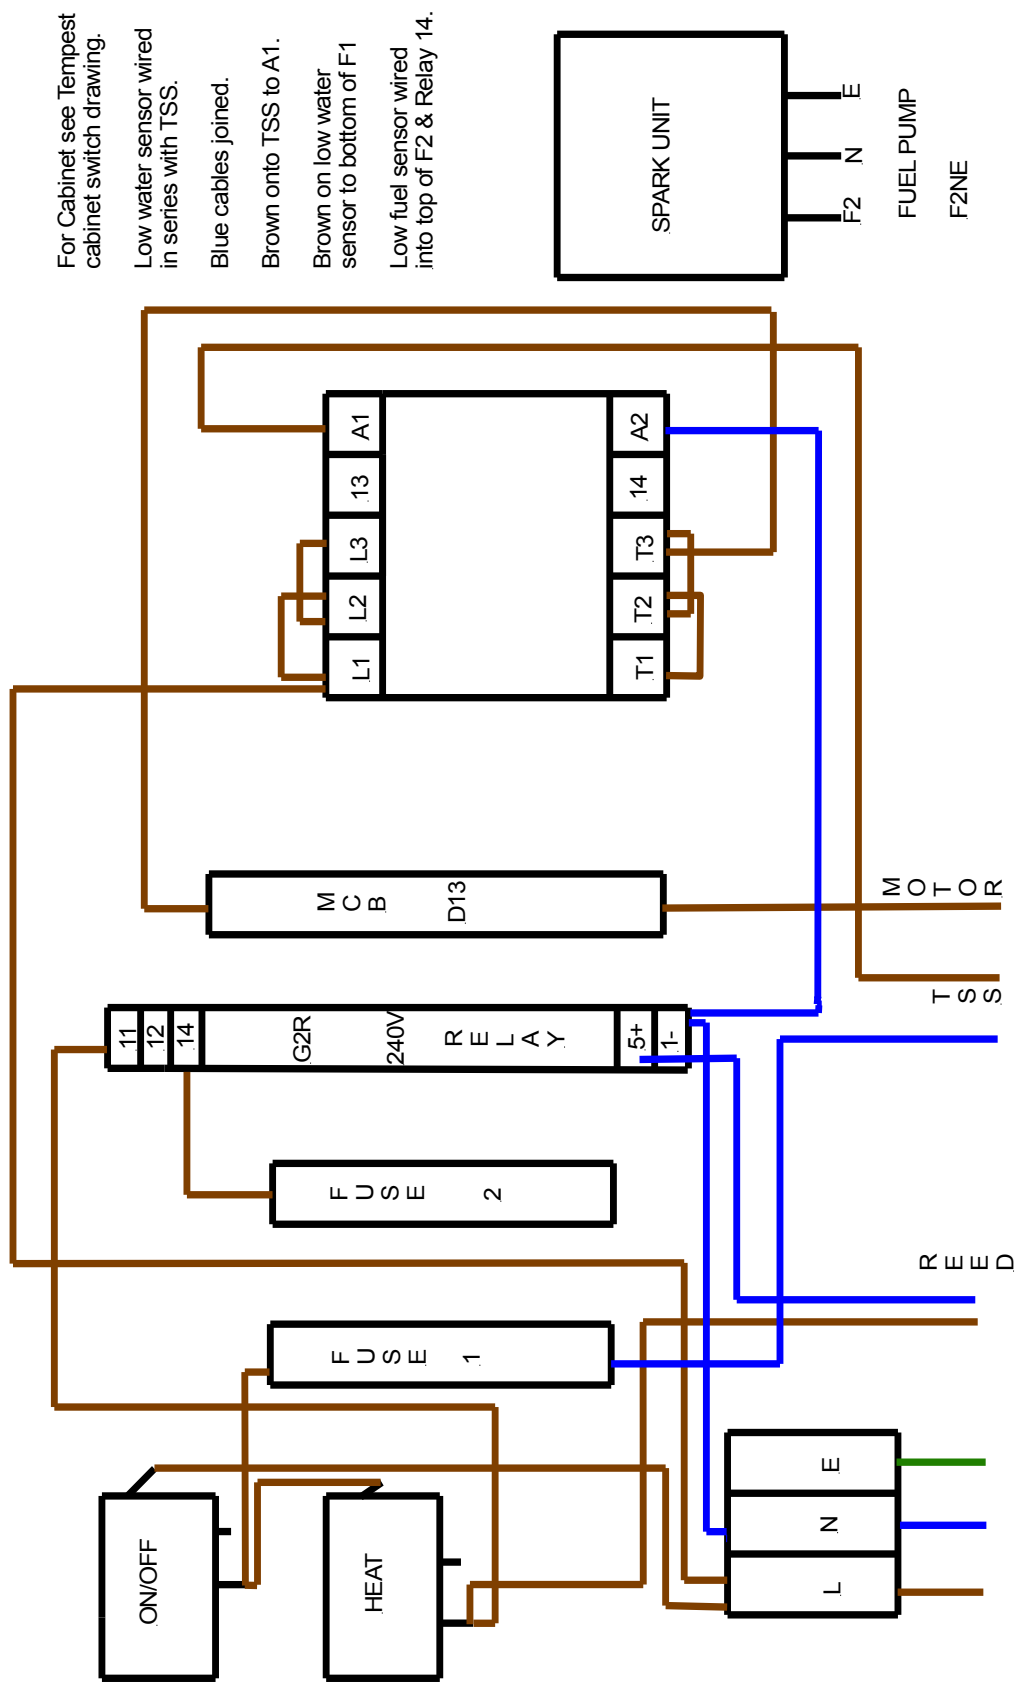 For Cabinet see Tempest
cabinet switch drawing.
Low water sensor wired
in series with TSS.
Blue cables joined.
Brown onto TSS to A1.
Brown on low water
sensor to bottom of F1
Low fuel sensor wired
into top of F2 & Relay 14.
SPARK UNIT
F2 N E
FUEL PUMP
F2NE
L1 L2 L3 13 A1
T1 T2 T3 14 A2
MCB
D13
MOTOR
TSS
11
12
14
G2R
240V
RELAY
5+
1-
FUSE
2
FUSE
1
REED
ON/OFF
HEAT
L N E